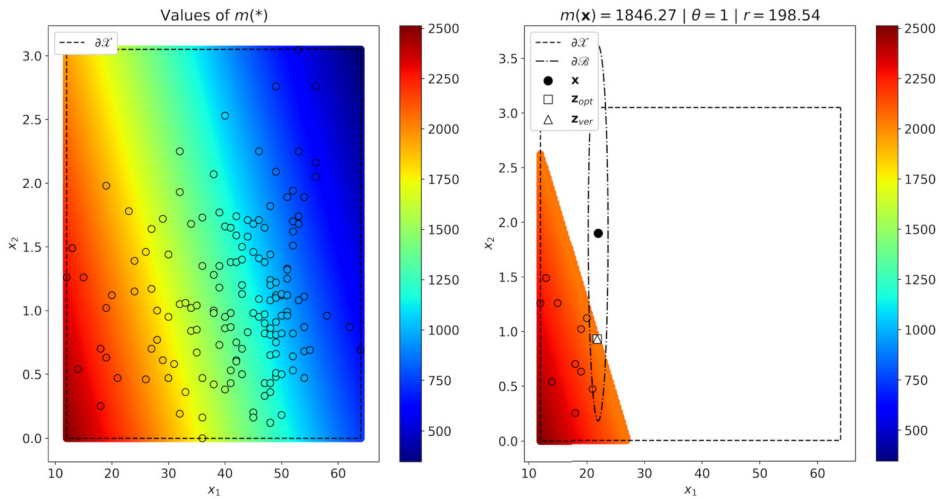 Values of m(*)
∂𝒳
3.0
2.5
2.0
1.5
1.0
0.5
0.0
x₂
10 20 30 40 50 60
x₁
2500
2250
2000
1750
1500
1250
1000
750
500
m(𝐱) = 1846.27 | θ = 1 | r = 198.54
∂𝒳
∂ℬ
𝐱
𝐳opt
𝐳ver
3.5
3.0
2.5
2.0
1.5
1.0
0.5
0.0
x₂
10 20 30 40 50 60
x₁
2500
2250
2000
1750
1500
1250
1000
750
500